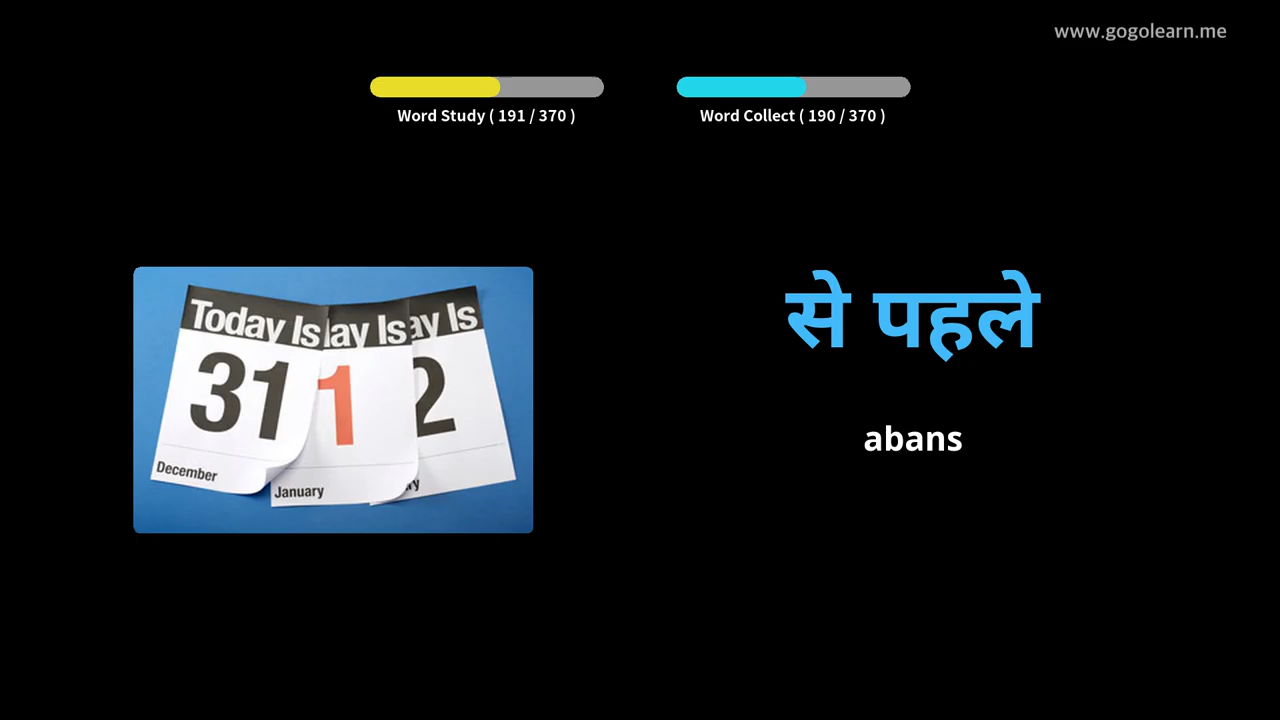 www.gogolearn.me
Word Study ( 191 / 370 )
Word Collect ( 190 / 370 )
Today Is
ay Is
ay Is
31
1
2
December
January
ry
से पहले
abans